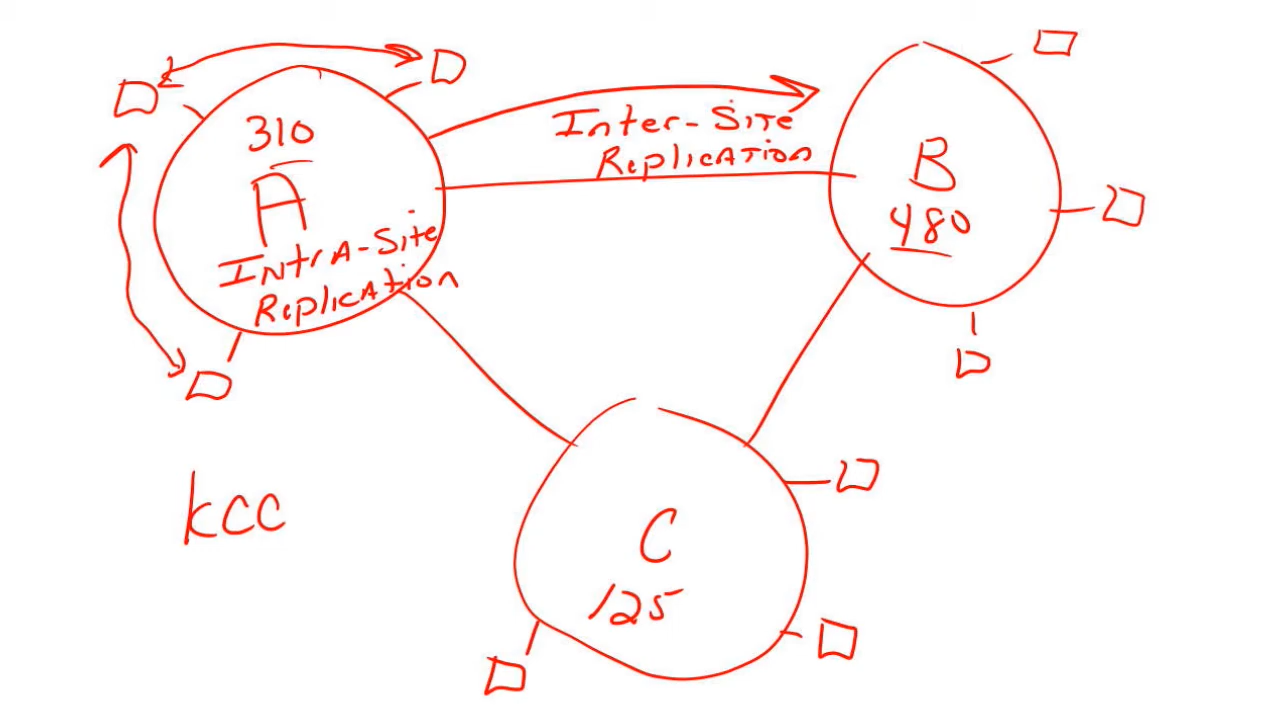 310
A
Intra-Site
Replication
Inter-Site
Replication
B
480
kcc
C
125